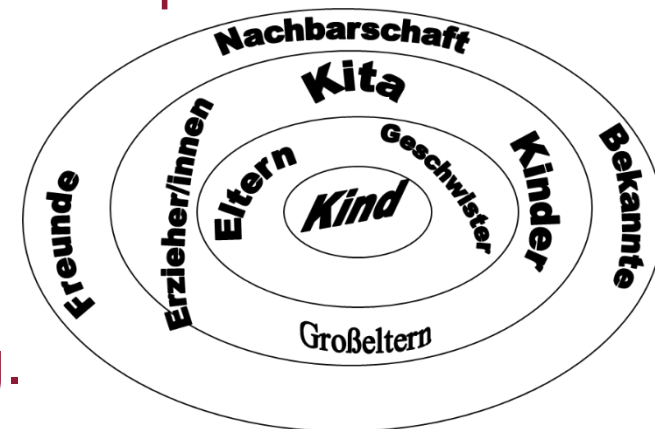 Nachbarschaft
Kita
Erzieher/innen
Geschwister
Eltern
Kinder
Bekannte
Kind
Freunde
Großeltern